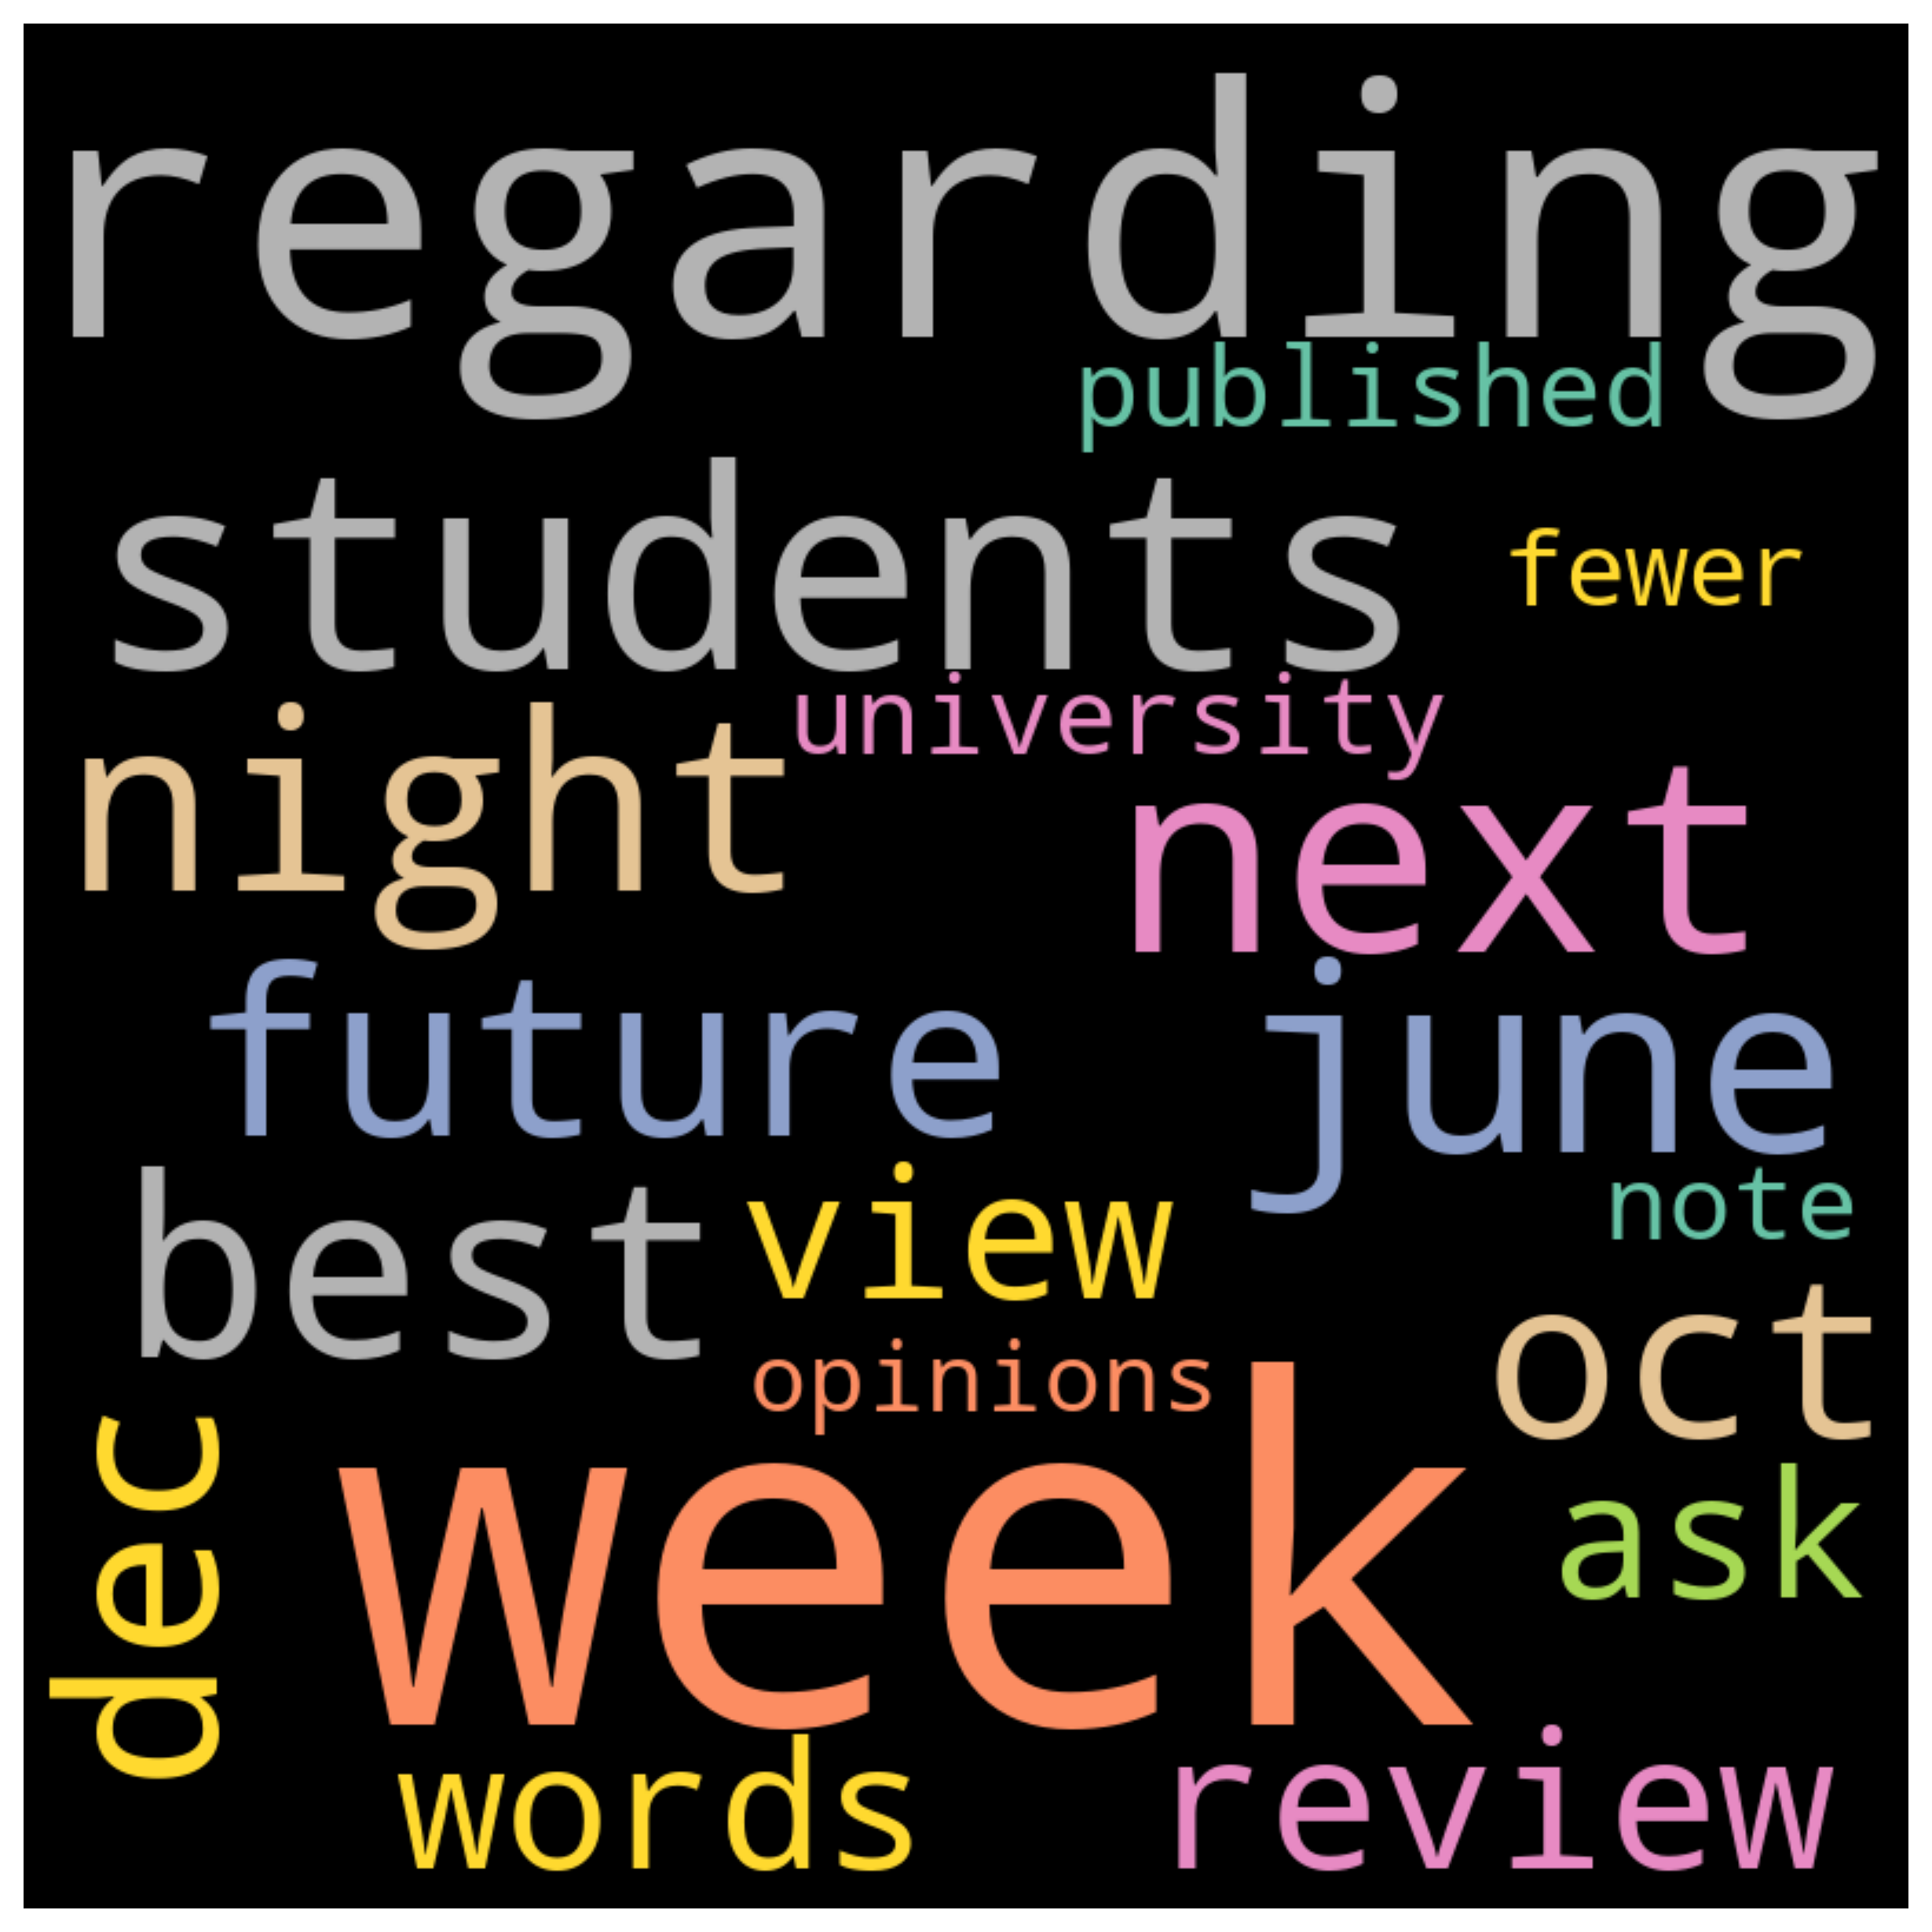 regarding
published
students
fewer
university
night
next
future
june
best
view
note
oct
opinions
dec
week
ask
words
review